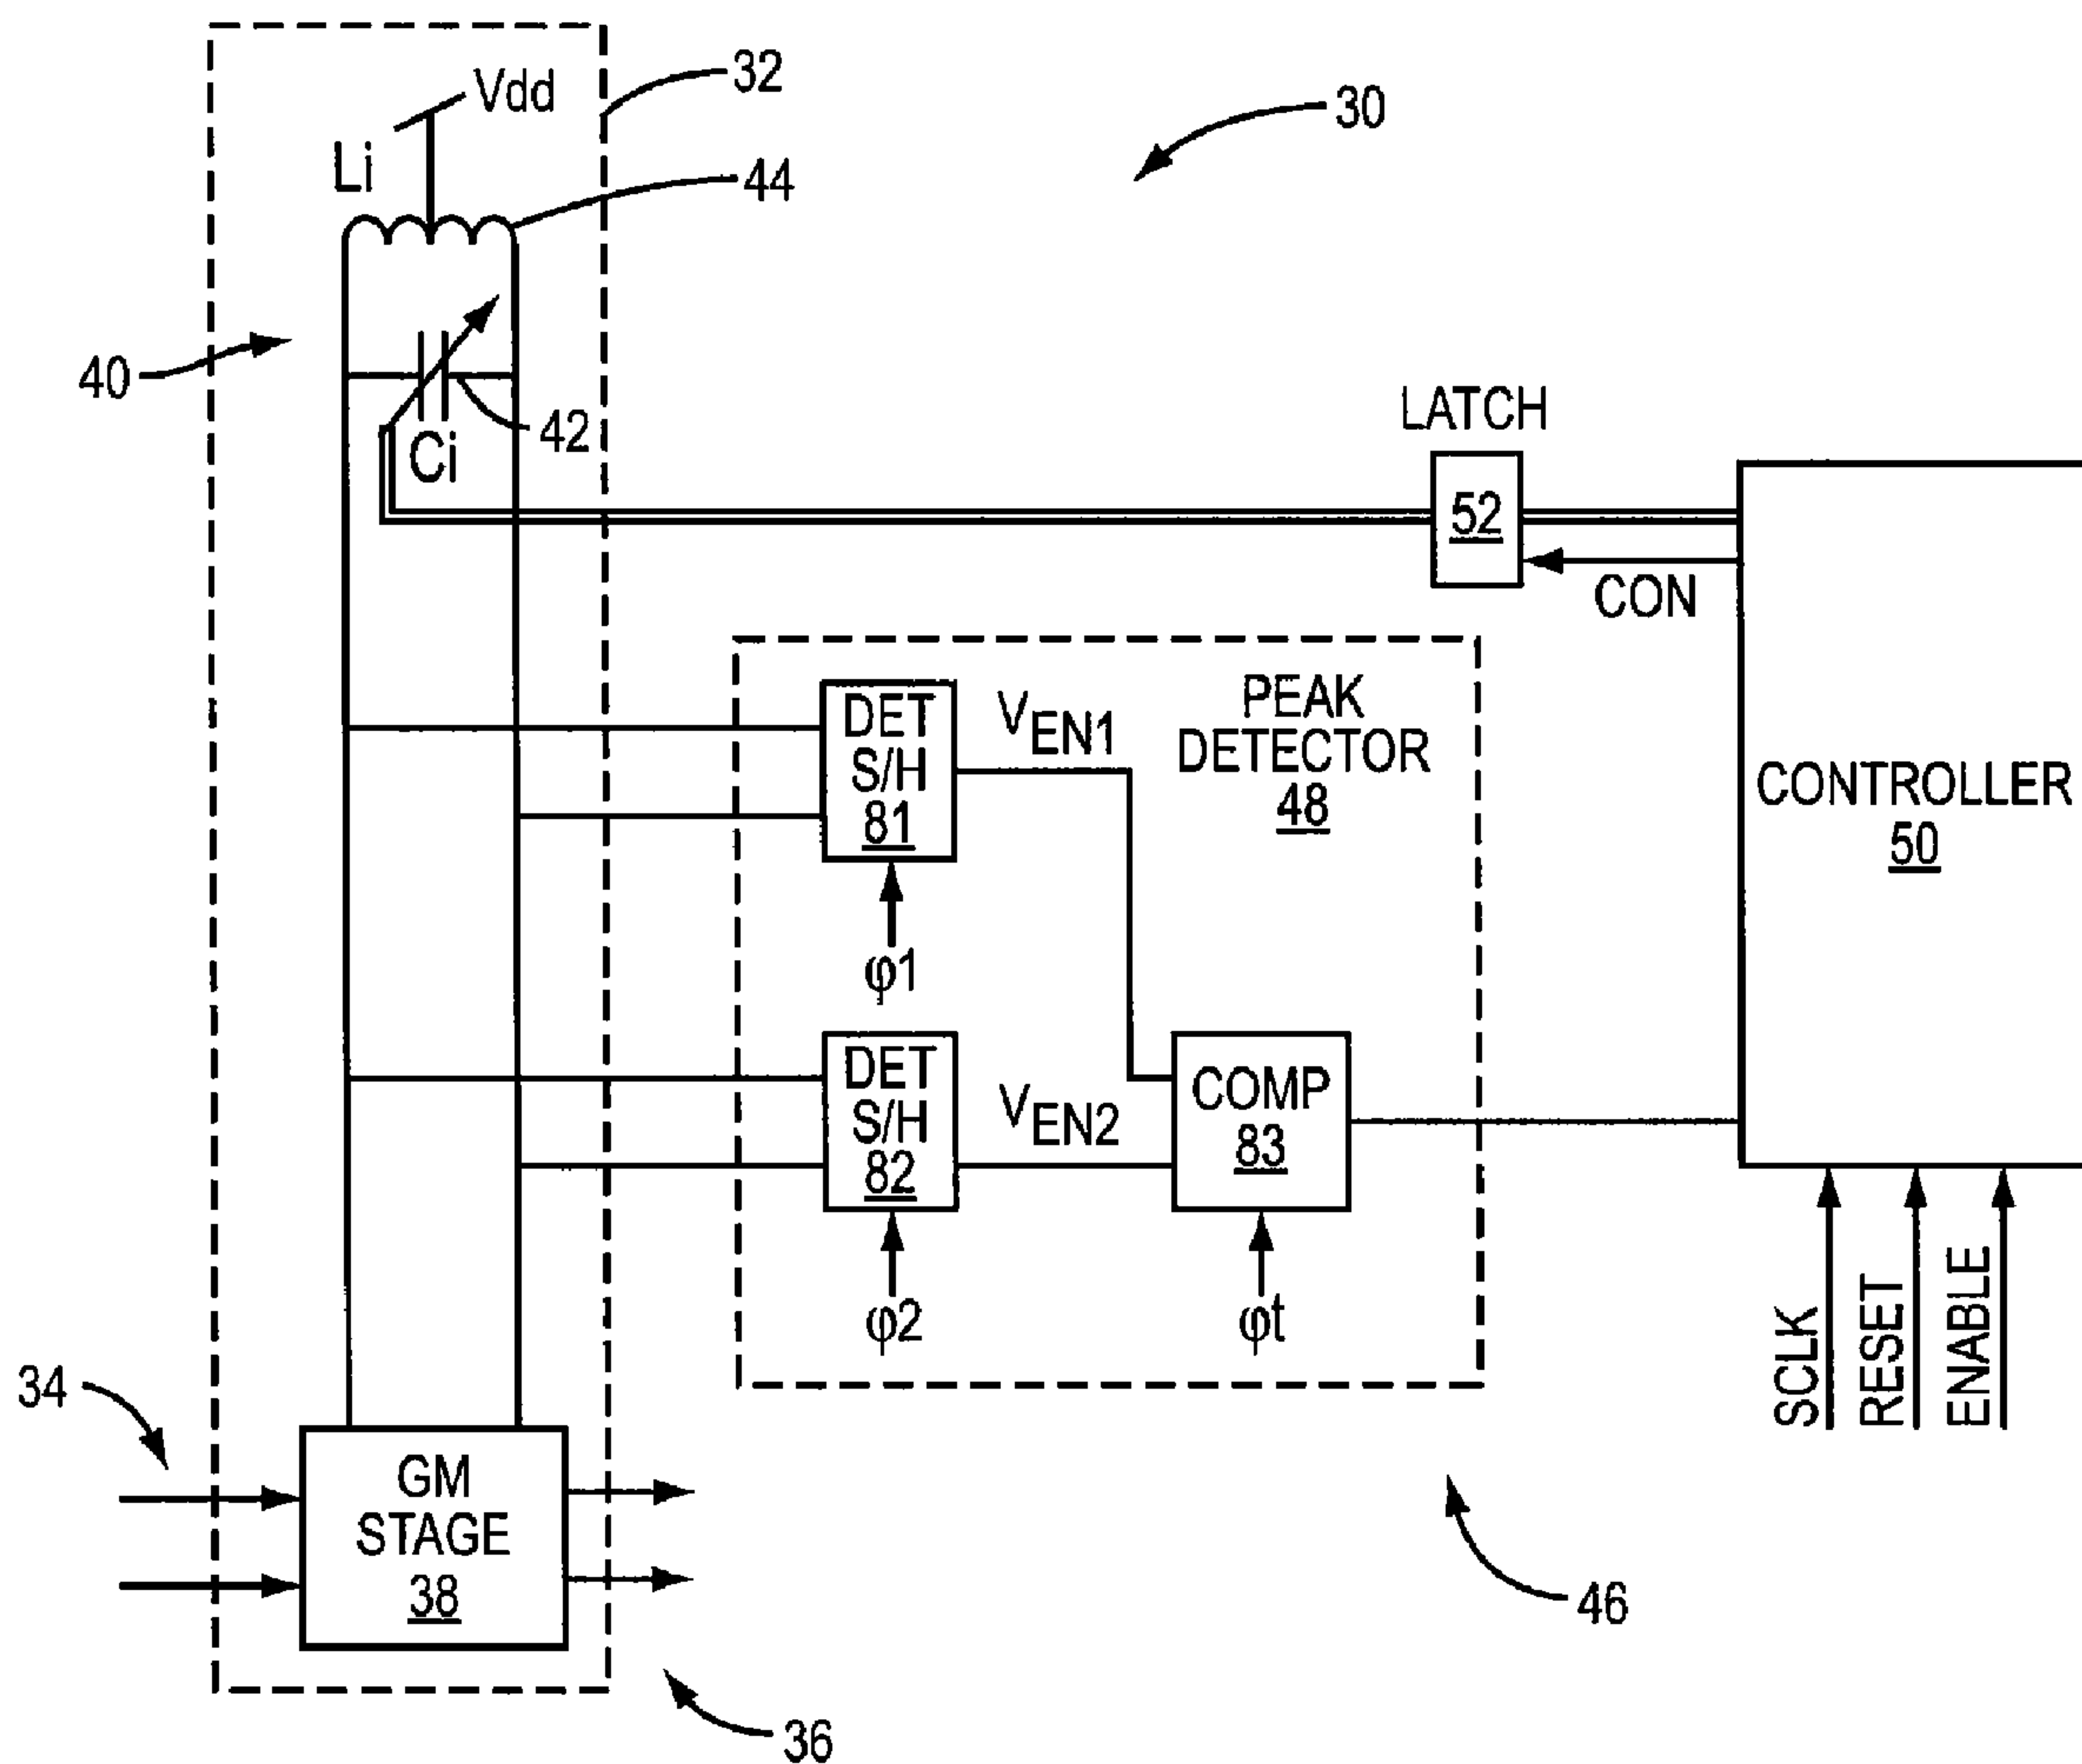 Vdd
32
30
Li
44
40
42
Ci
LATCH
52
CON
PEAK
DETECTOR
48
DET
S/H
81
VEN1
CONTROLLER
50
φ1
DET
S/H
82
VEN2
COMP
83
φ2
φt
SCLK
RESET
ENABLE
34
GM
STAGE
38
46
36